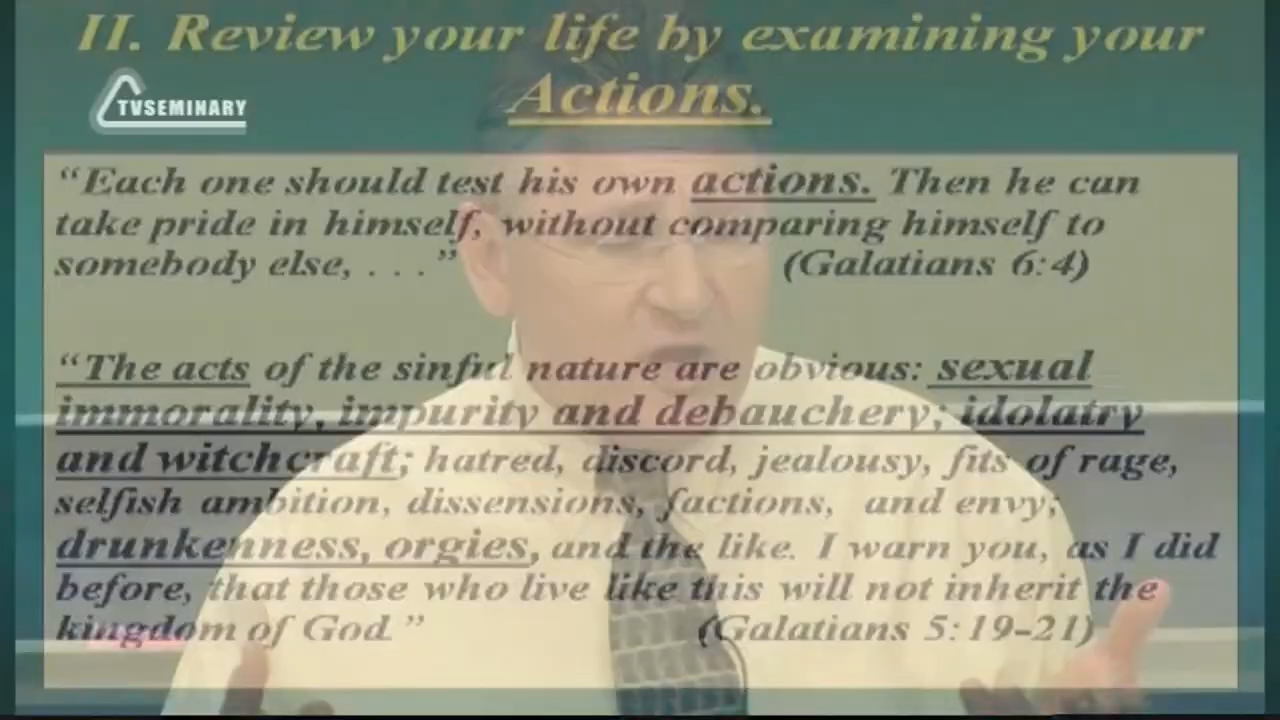 II. Review your life by examining your
Actions.
TVSEMINARY
“Each one should test his own actions. Then he can
take pride in himself, without comparing himself to
somebody else, . . .” (Galatians 6:4)
“The acts of the sinful nature are obvious: sexual
immorality, impurity and debauchery; idolatry
and witchcraft; hatred, discord, jealousy, fits of rage,
selfish ambition, dissensions, factions, and envy;
drunkenness, orgies, and the like. I warn you, as I did
before, that those who live like this will not inherit the
kingdom of God.” (Galatians 5:19-21)